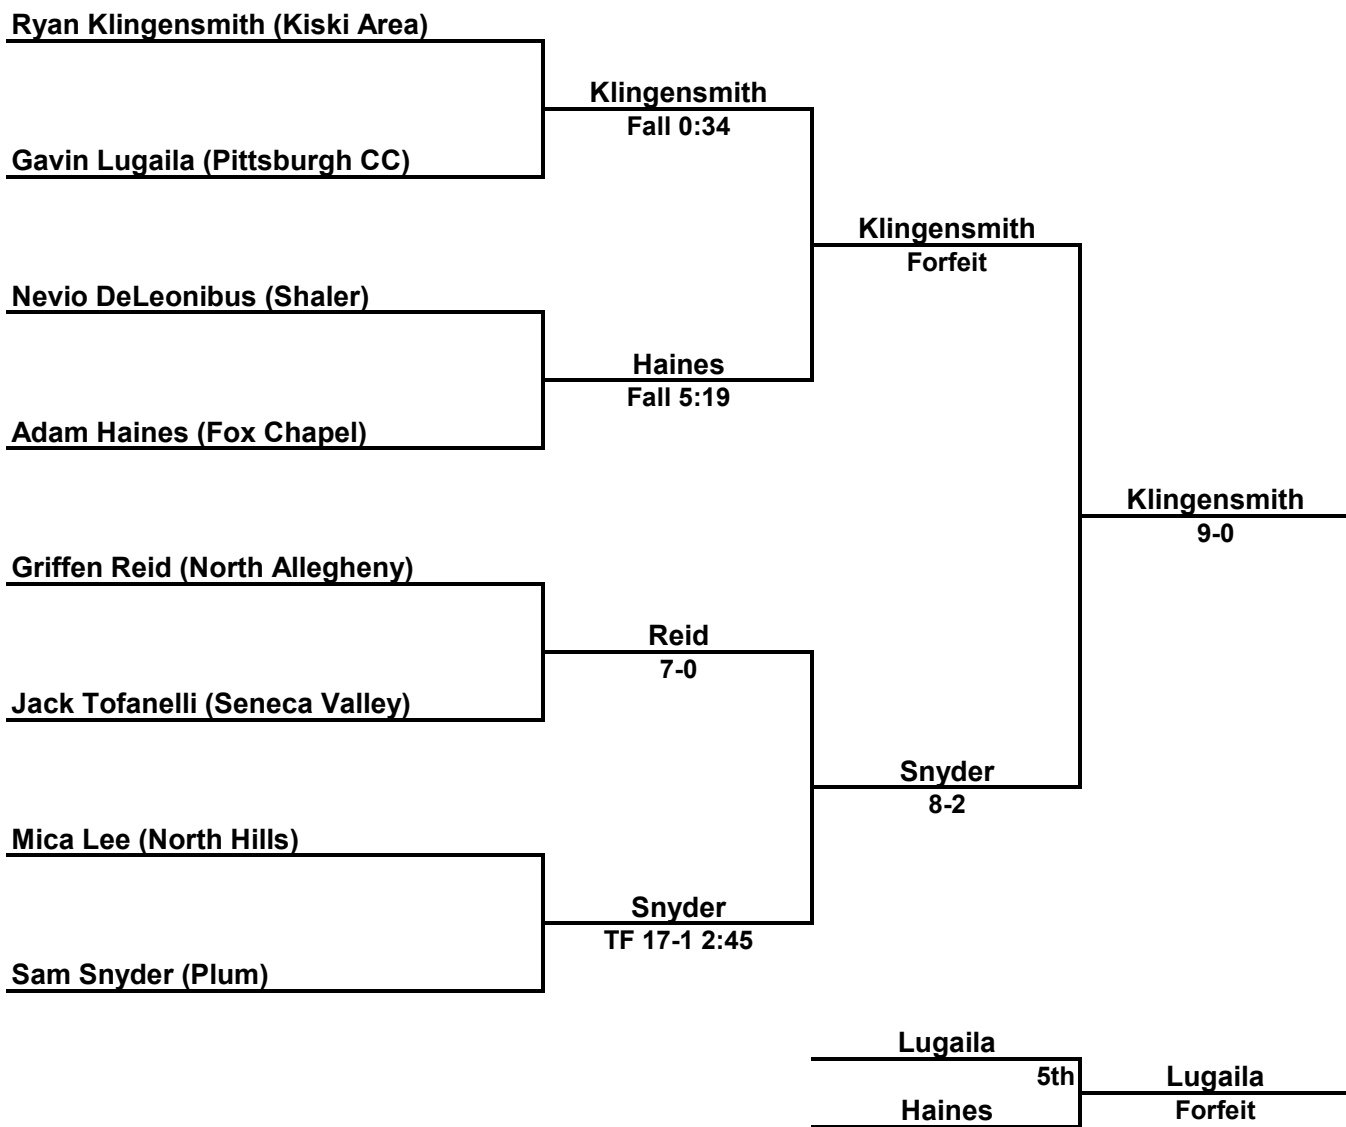 Ryan Klingensmith (Kiski Area)
Klingensmith
Fall 0:34
Gavin Lugaila (Pittsburgh CC)
Klingensmith
Forfeit
Nevio DeLeonibus (Shaler)
Haines
Fall 5:19
Adam Haines (Fox Chapel)
Klingensmith
9-0
Griffen Reid (North Allegheny)
Reid
7-0
Jack Tofanelli (Seneca Valley)
Snyder
8-2
Mica Lee (North Hills)
Snyder
TF 17-1 2:45
Sam Snyder (Plum)
Lugaila
5th
Lugaila
Haines
Forfeit